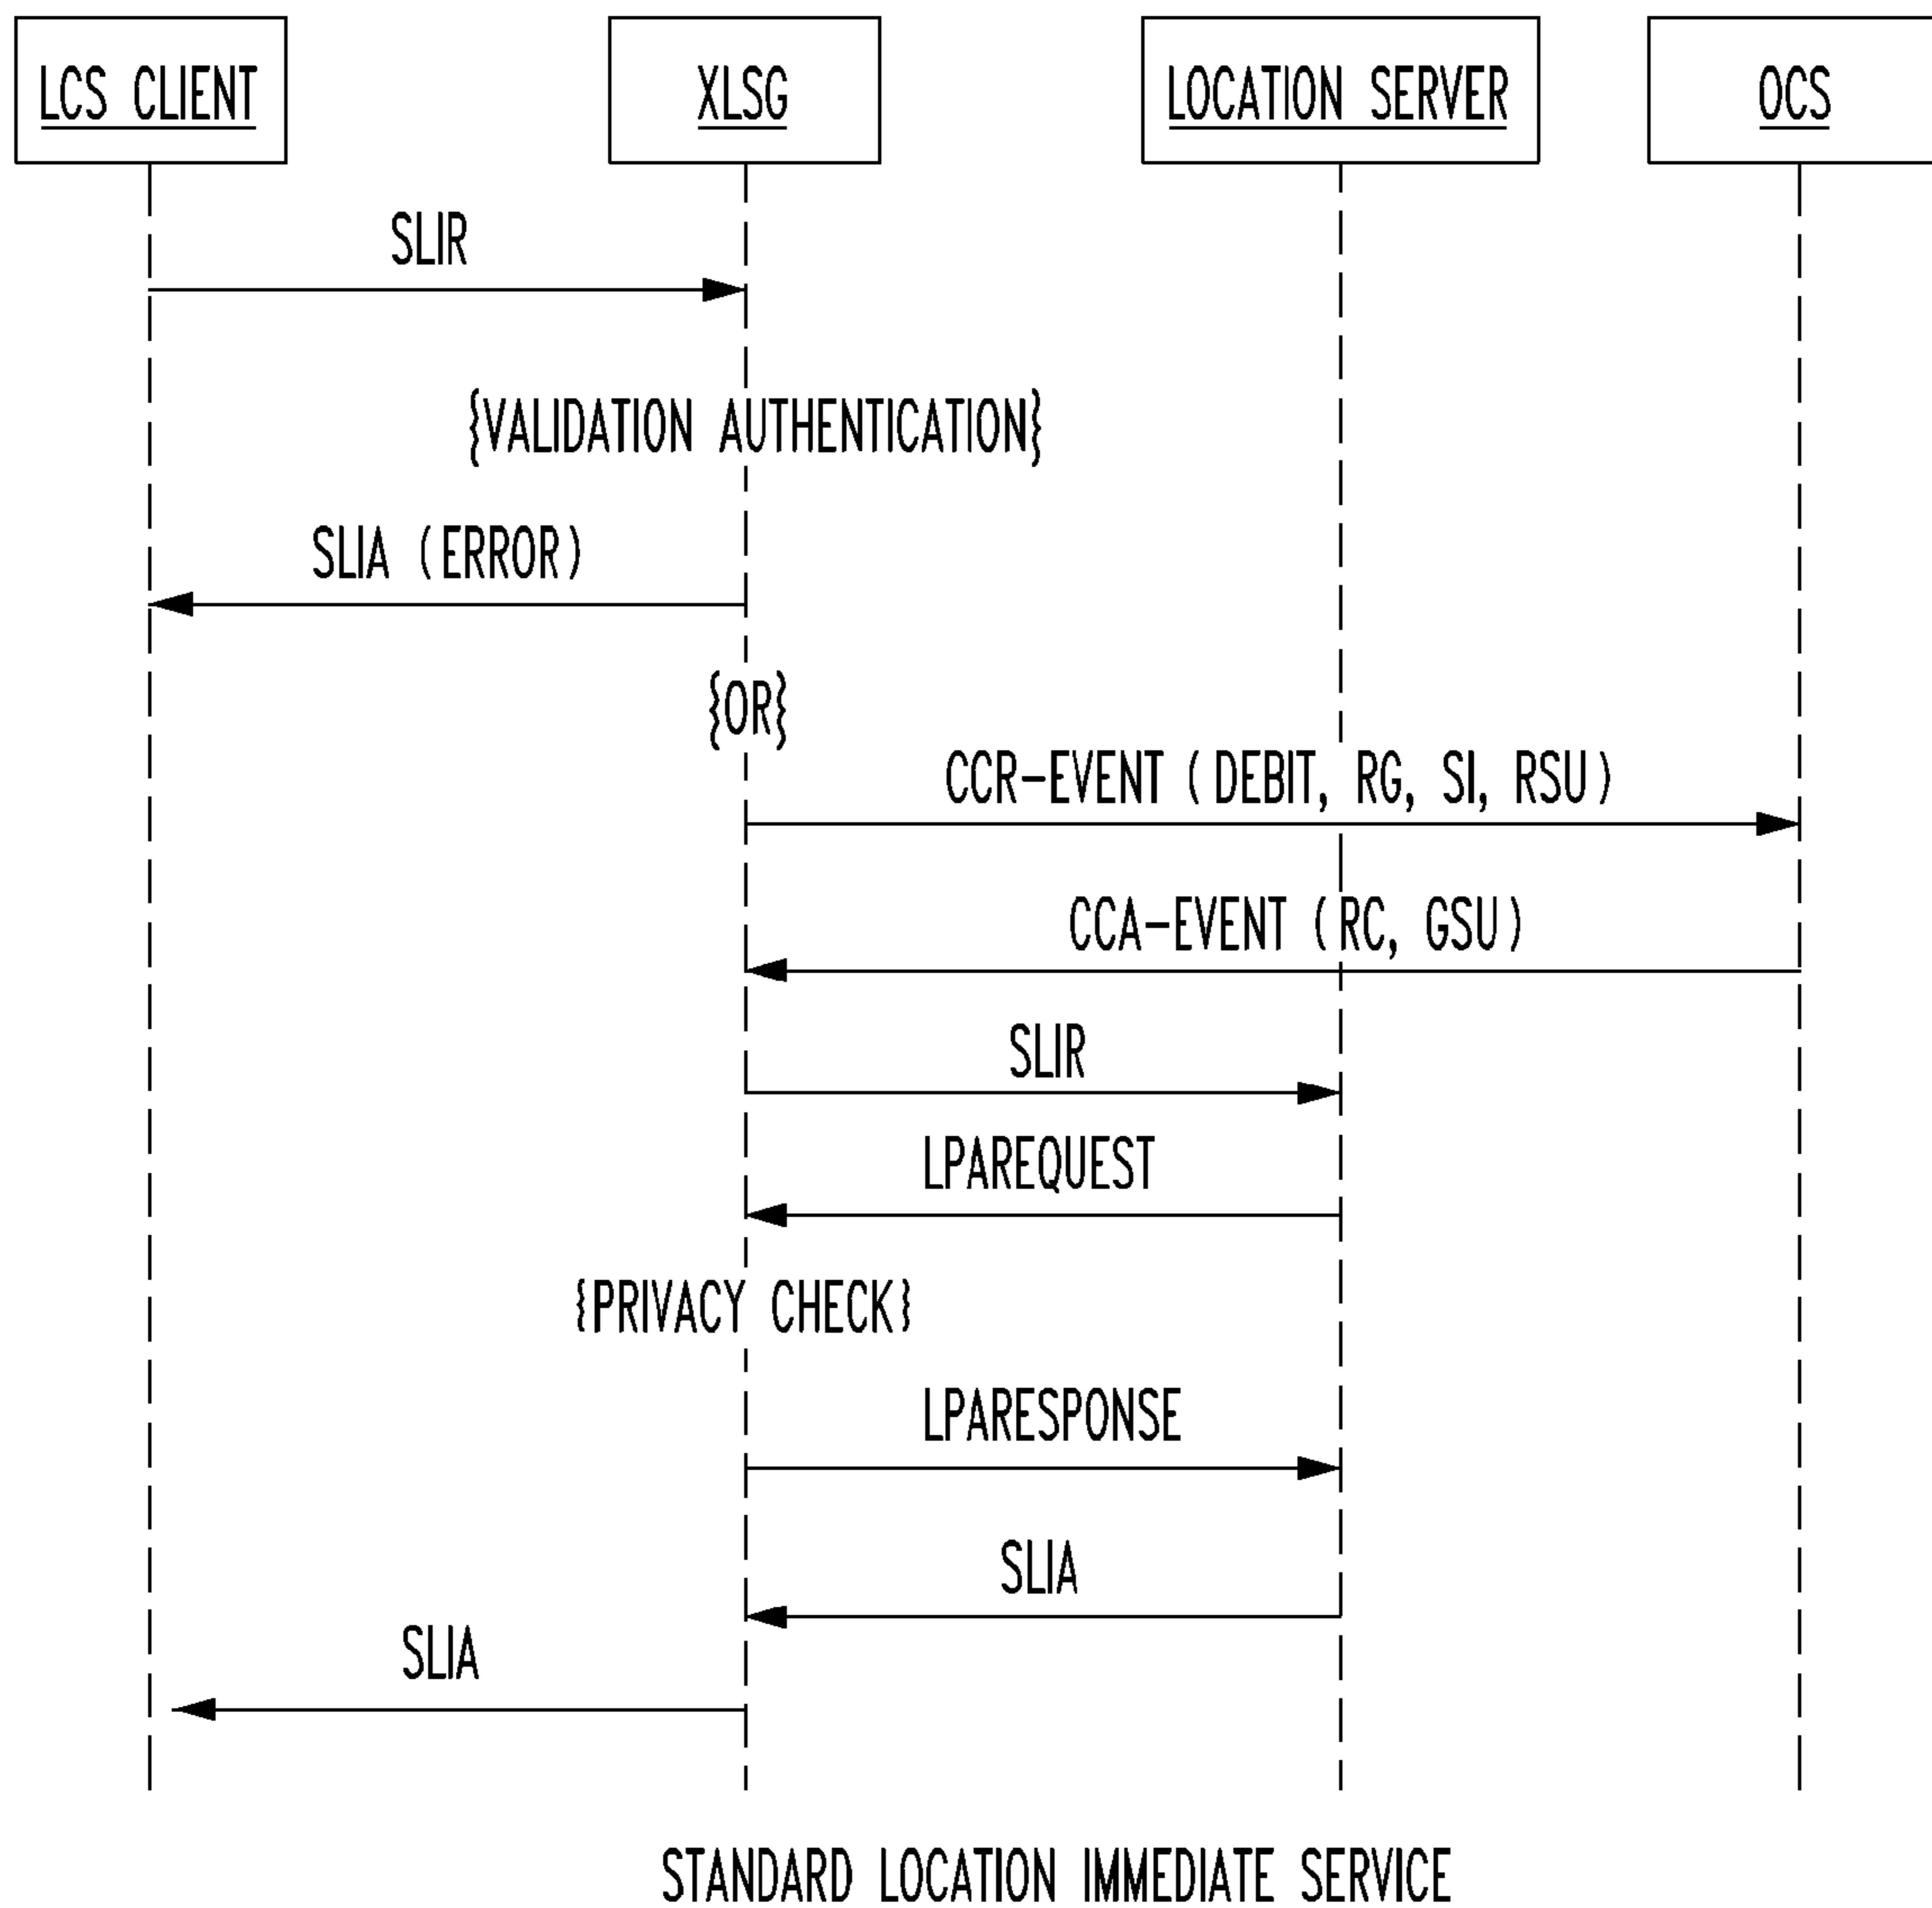 LCS CLIENT
XLSG
LOCATION SERVER
OCS
SLIR
{VALIDATION AUTHENTICATION}
SLIA (ERROR)
{OR}
CCR-EVENT (DEBIT, RG, SI, RSU)
CCA-EVENT (RC, GSU)
SLIR
LPAREQUEST
{PRIVACY CHECK}
LPARESPONSE
SLIA
SLIA
STANDARD LOCATION IMMEDIATE SERVICE